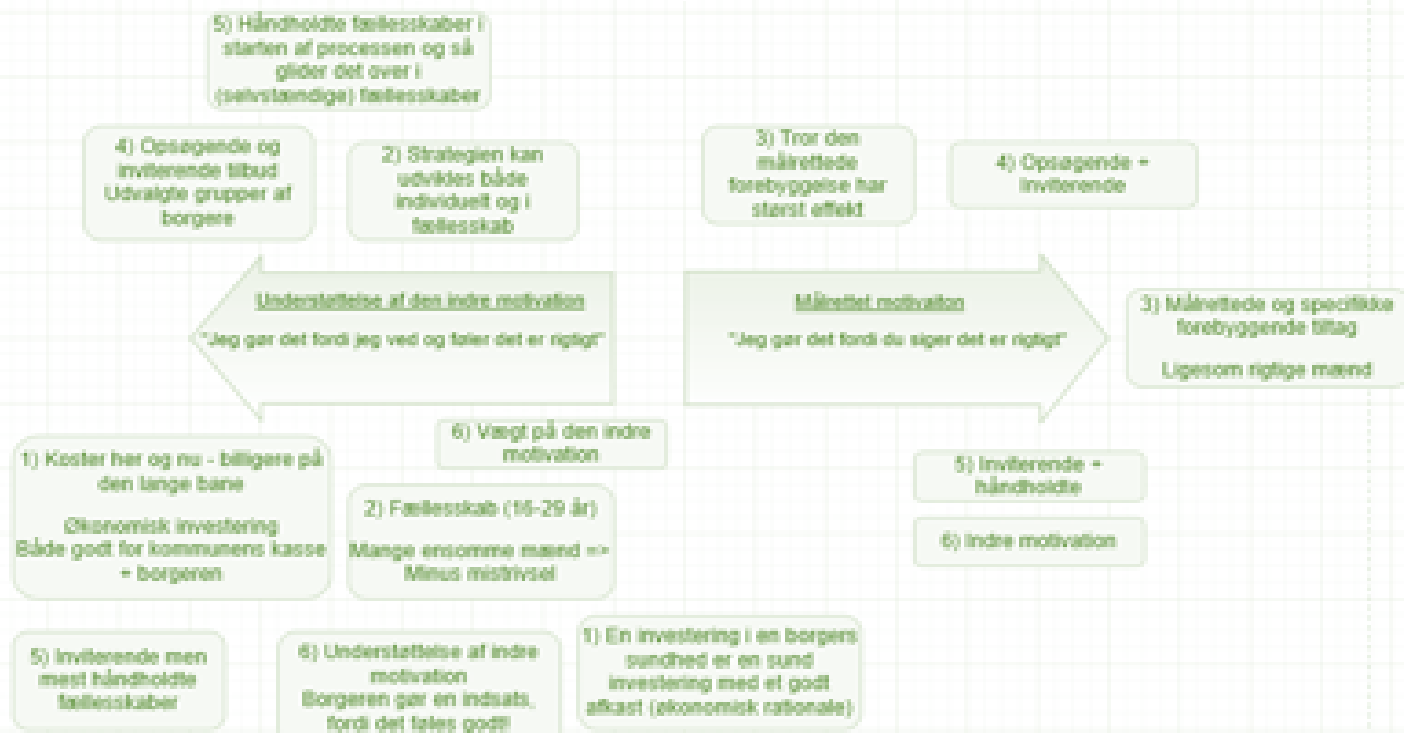 5) Håndholdte fællesskaber i
starten af processen og så
glider det over i
(selvstændige) fællesskaber
4) Opsøgende og
inviterende tilbud
Udvalgte grupper af
borgere
2) Strategien kan
udvikles både
individuelt og i
fællesskab
3) Tror den
målrettede
forebyggelse har
størst effekt
4) Opsøgende +
Inviterende
Understøttelse af den indre motivation
"Jeg gør det fordi jeg ved og føler det er rigtigt"
Målrettet motivation
"Jeg gør det fordi du siger det er rigtigt"
3) Målrettede og specifikke
forebyggende tiltag
Ligesom rigtige mænd
6) Vægt på den indre
motivation
1) Koster her og nu - billigere på
den lange bane
Økonomisk investering
Både godt for kommunens kasse
+ borgeren
2) Fællesskab (16-29 år)
Mange ensomme mænd =>
Minus mistrivsel
5) Inviterende +
håndholdte
6) Indre motivation
5) Inviterende men
mest håndholdte
fællesskaber
6) Understøttelse af indre
motivation
Borgeren gør en indsats,
fordi det føles godt!
1) En investering i en borgers
sundhed er en sund
investering med et godt
afkast (økonomisk rationale)